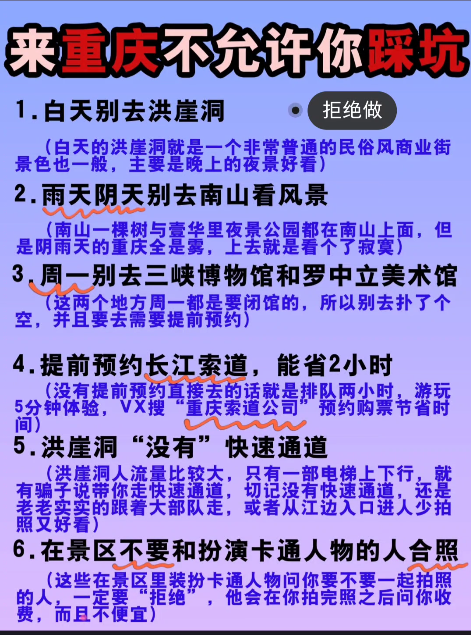 来重庆不允许你踩坑
1.白天别去洪崖洞
拒绝做
（白天的洪崖洞就是一个非常普通的民俗风商业街
景色也一般，主要是晚上的夜景好看）
2.雨天阴天别去南山看风景
（南山一棵树与壹华里夜景公园都在南山上面，但
是阴雨天的重庆全是雾，上去就是看个了寂寞）
3.周一别去三峡博物馆和罗中立美术馆
（这两个地方周一都是要闭馆的，所以别去扑了个
空，并且要去需要提前预约）
4.提前预约长江索道，能省2小时
（没有提前预约直接去的话就是排队两小时，游玩
5分钟体验，VX搜“重庆索道公司”预约购票节省时
间）
5.洪崖洞“没有”快速通道
（洪崖洞人流量比较大，只有一部电梯上下行，就
有骗子说带你走快速通道，切记没有快速通道，还是
老老实实的跟着大部队走，或者从江边入口进人少拍
照又好看）
6.在景区不要和扮演卡通人物的人合照
（这些在景区里装扮卡通人物问你要不要一起拍照
的人，一定要“拒绝”，他会在你拍完照之后问你收
费，而且不便宜）